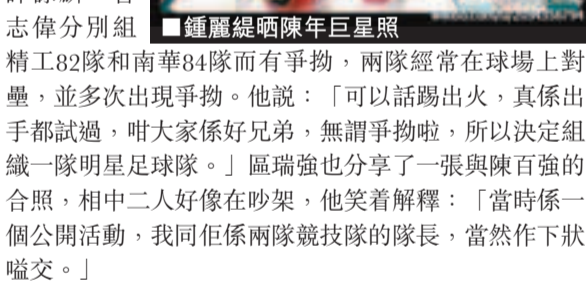 志偉分別組
■鍾麗緹晒陳年巨星照
精工82隊和南華84隊而有爭拗，兩隊經常在球場上對
壘，並多次出現爭拗。他説：「可以話踢出火，真係出
手都試過，咁大家係好兄弟，無謂爭拗啦，所以決定組
織一隊明星足球隊。」區瑞強也分享了一張與陳百強的
合照，相中二人好像在吵架，他笑着解釋：「當時係一
個公開活動，我同佢係兩隊競技隊的隊長，當然作下狀
嗌交。」